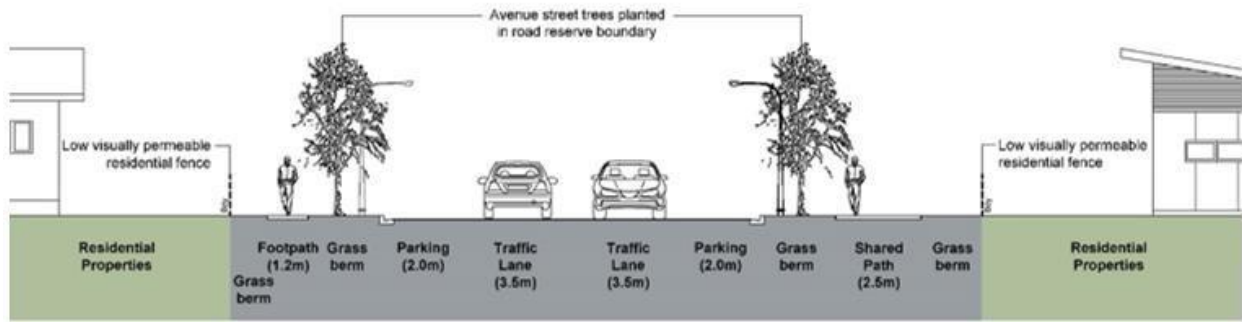 Avenue street trees planted
in road reserve boundary
Low visually permeable
residential fence
Low visually permeable
residential fence
Bdy
Bdy
Residential
Properties
Footpath
(1.2m)
Grass
berm
Grass
berm
Parking
(2.0m)
Traffic
Lane
(3.5m)
Traffic
Lane
(3.5m)
Parking
(2.0m)
Grass
berm
Shared
Path
(2.5m)
Grass
berm
Residential
Properties